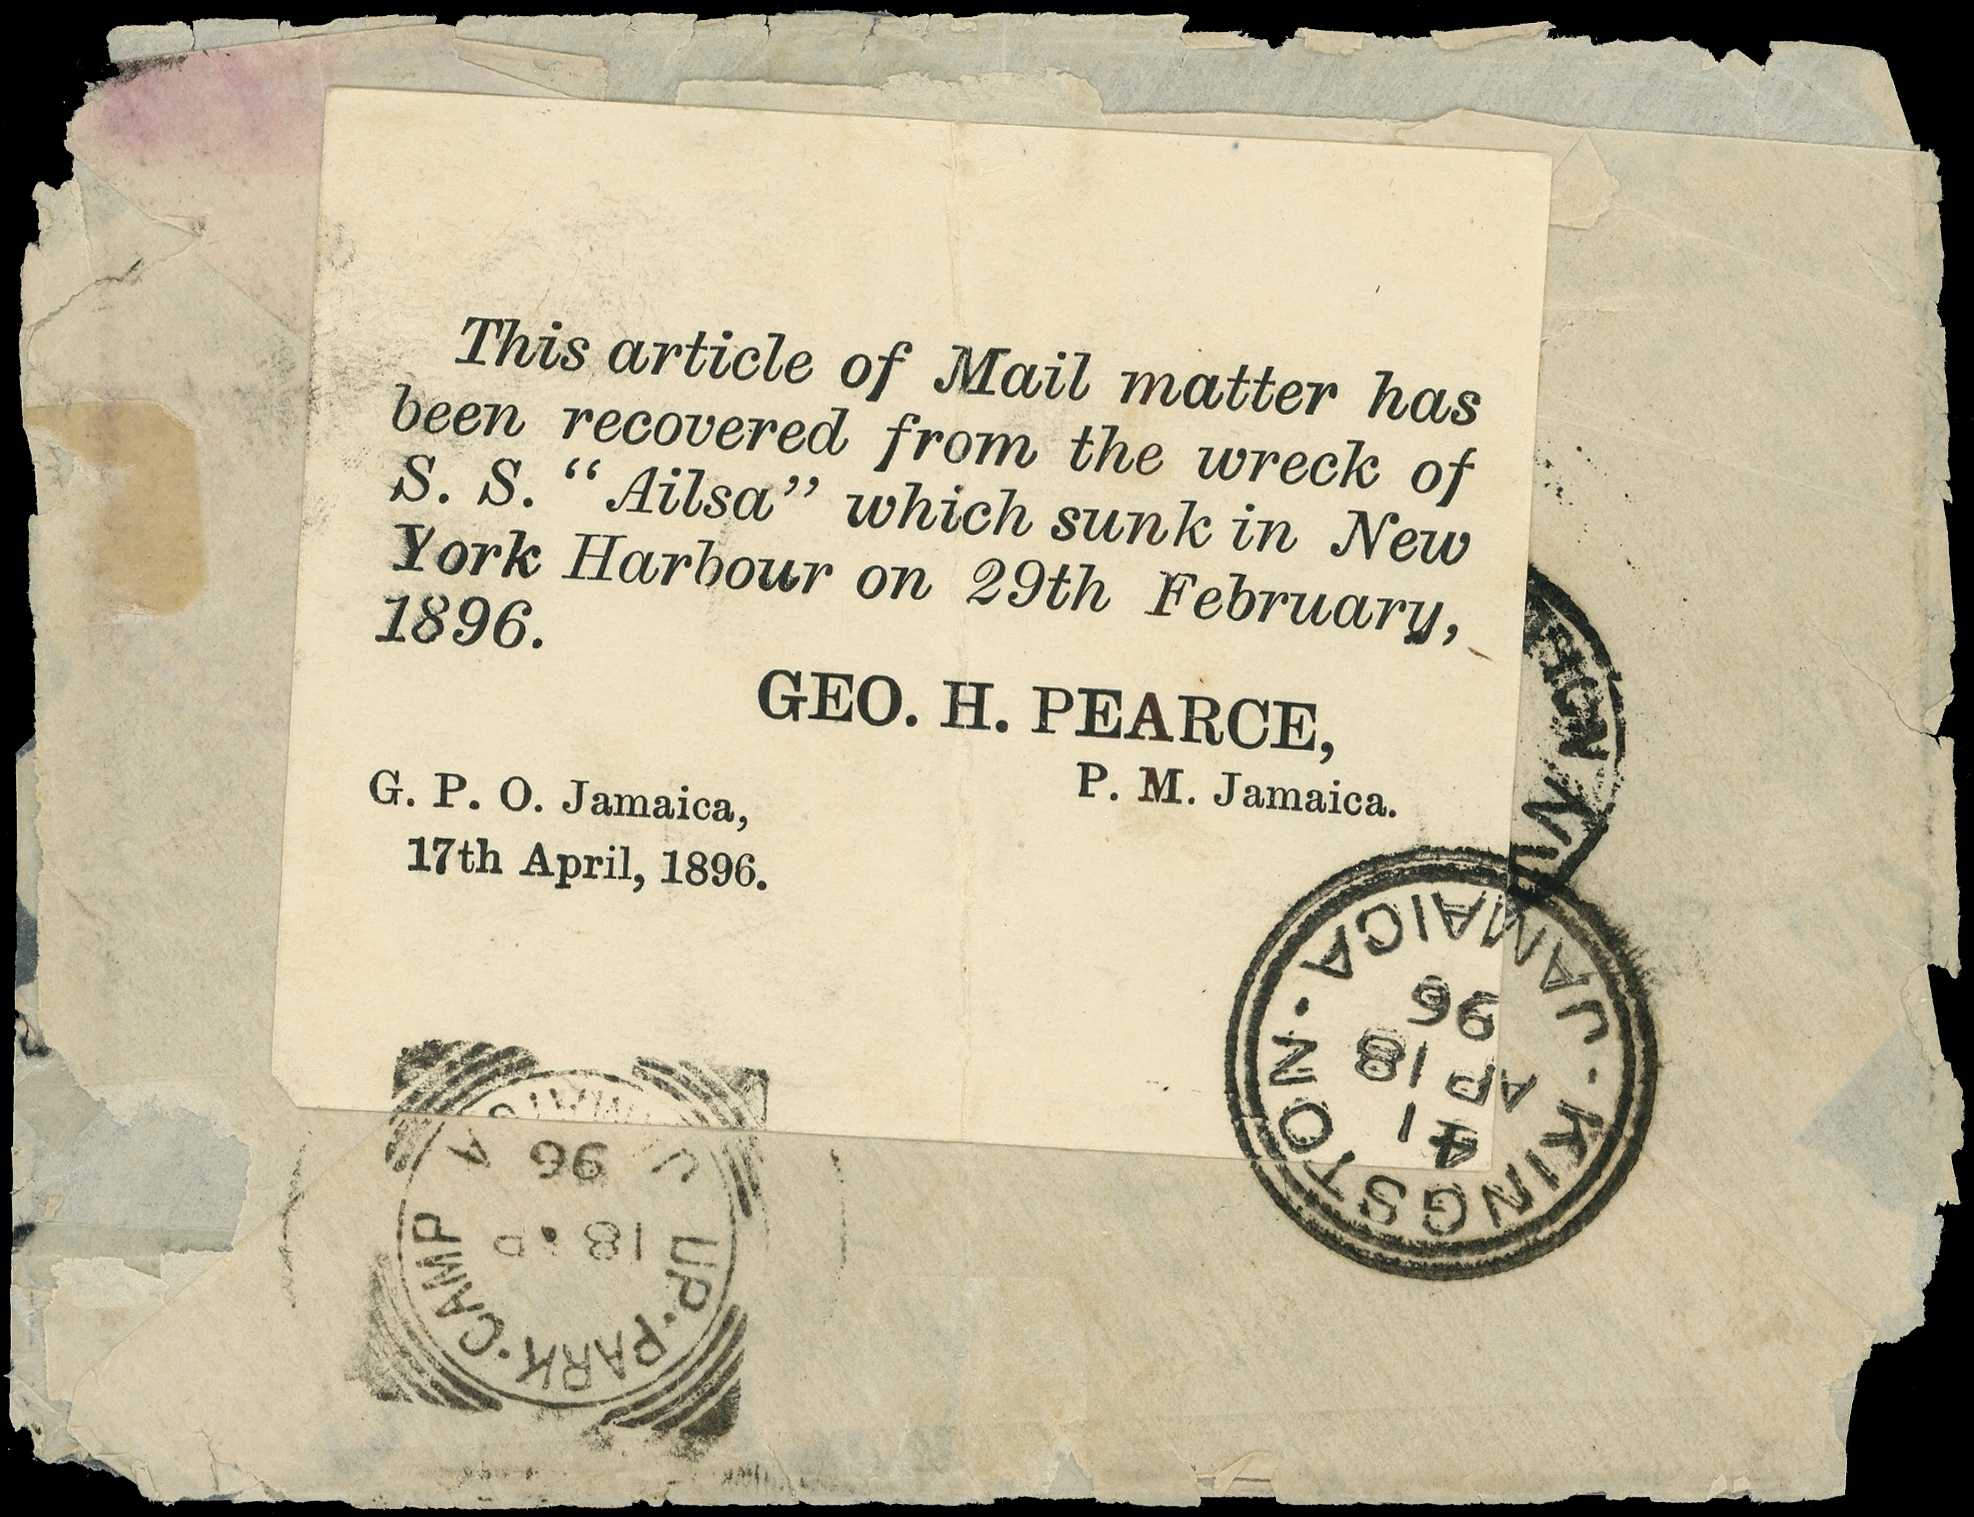 This article of Mail matter has
been recovered from the wreck of
S. S. “Ailsa” which sunk in New
York Harbour on 29th February,
1896.
GEO. H. PEARCE,
P. M. Jamaica.
G. P. O. Jamaica,
17th April, 1896.
KINGSTON · JAMAICA
4 1
AP
18
96
UP · PARK · CAMP
18
96